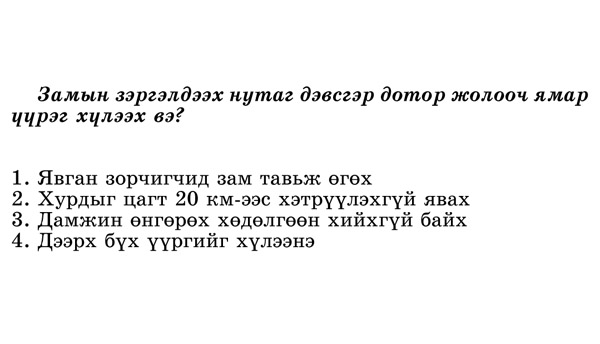 Замын зэргэлдээх нутаг дэвсгэр дотор жолооч ямар
үүрэг хүлээх вэ?
1. Явган зорчигчид зам тавьж өгөх
2. Хурдыг цагт 20 км-ээс хэтрүүлэхгүй явах
3. Дамжин өнгөрөх хөдөлгөөн хийхгүй байх
4. Дээрх бүх үүргийг хүлээнэ